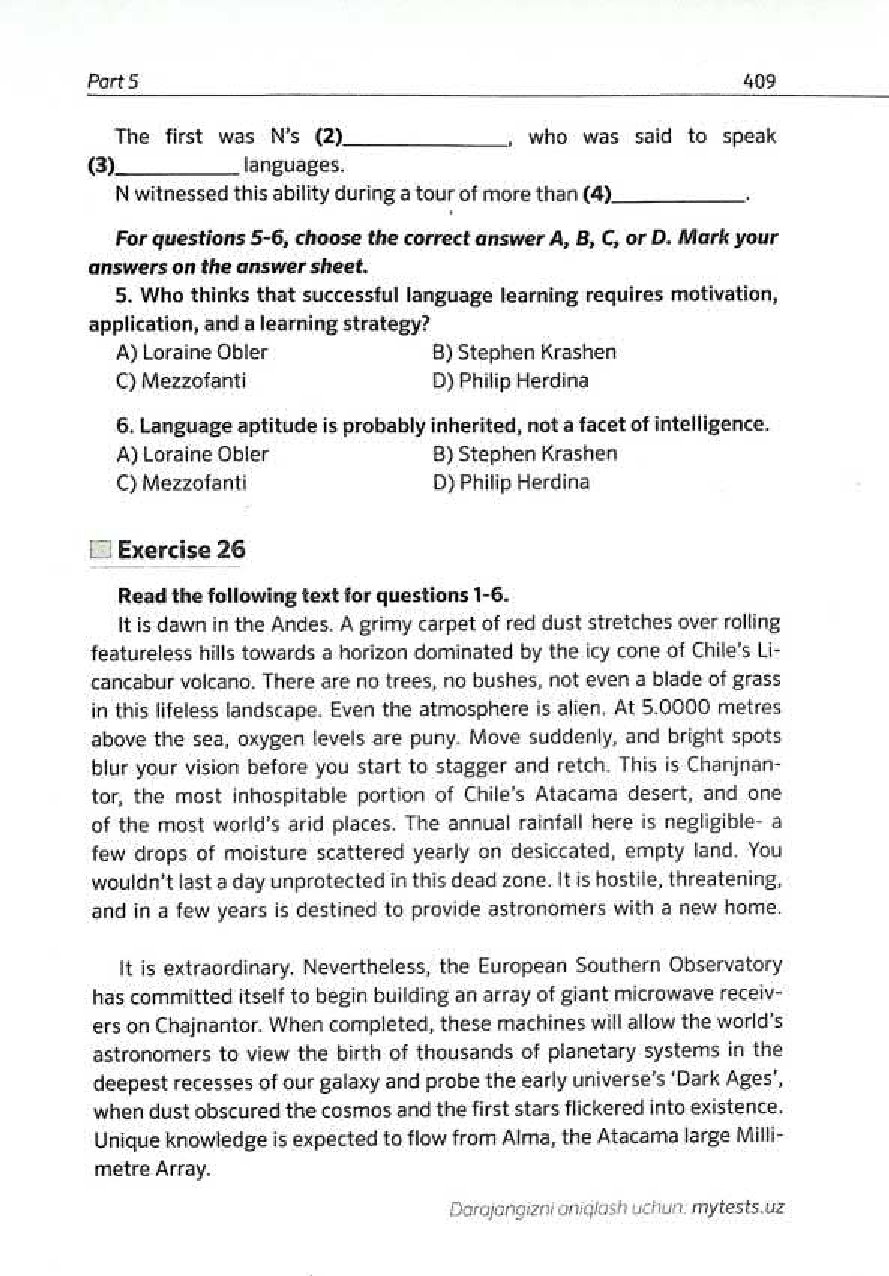 Part 5 409
The first was N's (2)_______________, who was said to speak
(3)___________ languages.
N witnessed this ability during a tour of more than (4)____________.
For questions 5-6, choose the correct answer A, B, C, or D. Mark your
answers on the answer sheet.
5. Who thinks that successful language learning requires motivation,
application, and a learning strategy?
A) Loraine Obler B) Stephen Krashen
C) Mezzofanti D) Philip Herdina
6. Language aptitude is probably inherited, not a facet of intelligence.
A) Loraine Obler B) Stephen Krashen
C) Mezzofanti D) Philip Herdina
Exercise 26
Read the following text for questions 1-6.
It is dawn in the Andes. A grimy carpet of red dust stretches over rolling
featureless hills towards a horizon dominated by the icy cone of Chile's Li-
cancabur volcano. There are no trees, no bushes, not even a blade of grass
in this lifeless landscape. Even the atmosphere is alien. At 5.0000 metres
above the sea, oxygen levels are puny. Move suddenly, and bright spots
blur your vision before you start to stagger and retch. This is Chanjnan-
tor, the most inhospitable portion of Chile's Atacama desert, and one
of the most world's arid places. The annual rainfall here is negligible- a
few drops of moisture scattered yearly on desiccated, empty land. You
wouldn't last a day unprotected in this dead zone. It is hostile, threatening,
and in a few years is destined to provide astronomers with a new home.
It is extraordinary. Nevertheless, the European Southern Observatory
has committed itself to begin building an array of giant microwave receiv-
ers on Chajnantor. When completed, these machines will allow the world's
astronomers to view the birth of thousands of planetary systems in the
deepest recesses of our galaxy and probe the early universe's 'Dark Ages',
when dust obscured the cosmos and the first stars flickered into existence.
Unique knowledge is expected to flow from Alma, the Atacama large Milli-
metre Array.
Darajangizni aniqlash uchun: mytests.uz